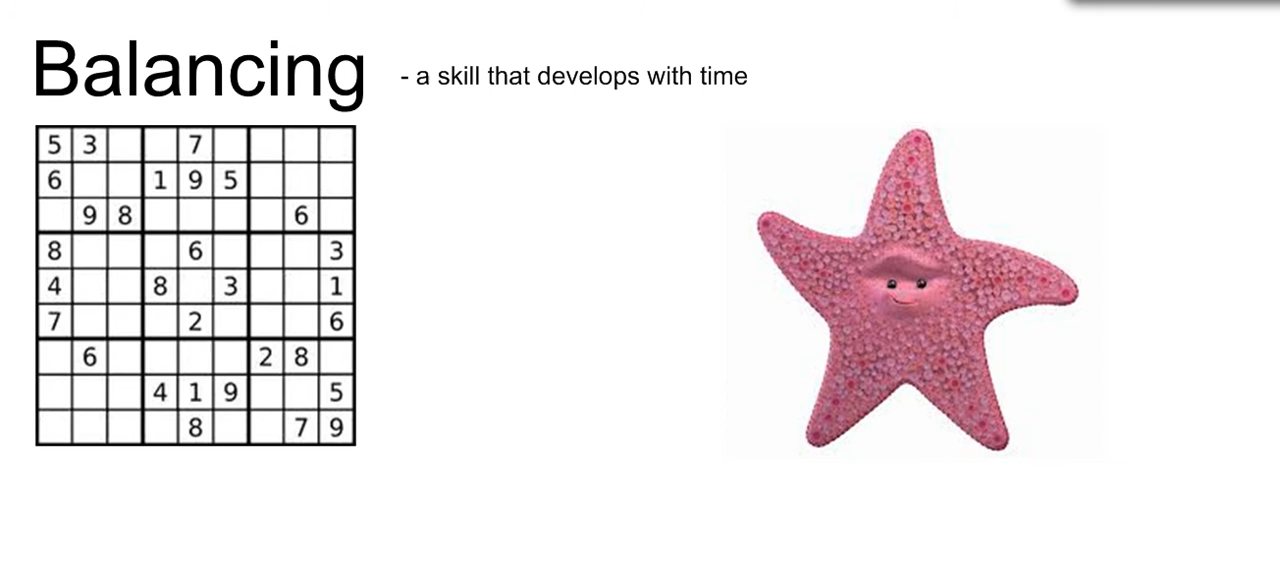 Balancing
- a skill that develops with time
5 3 7
6 1 9 5
9 8 6
8 6 3
4 8 3 1
7 2 6
6 2 8
4 1 9 5
8 7 9